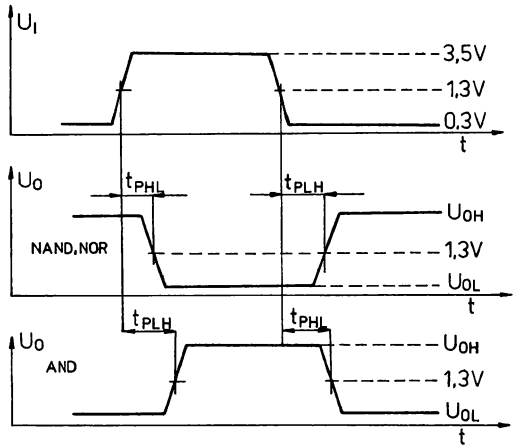 U_I
3,5V
1,3V
0,3V
t
U_O
t_PHL
t_PLH
U_OH
NAND, NOR
1,3V
U_OL
t
U_O
t_PLH
t_PHL
U_OH
AND
1,3V
U_OL
t